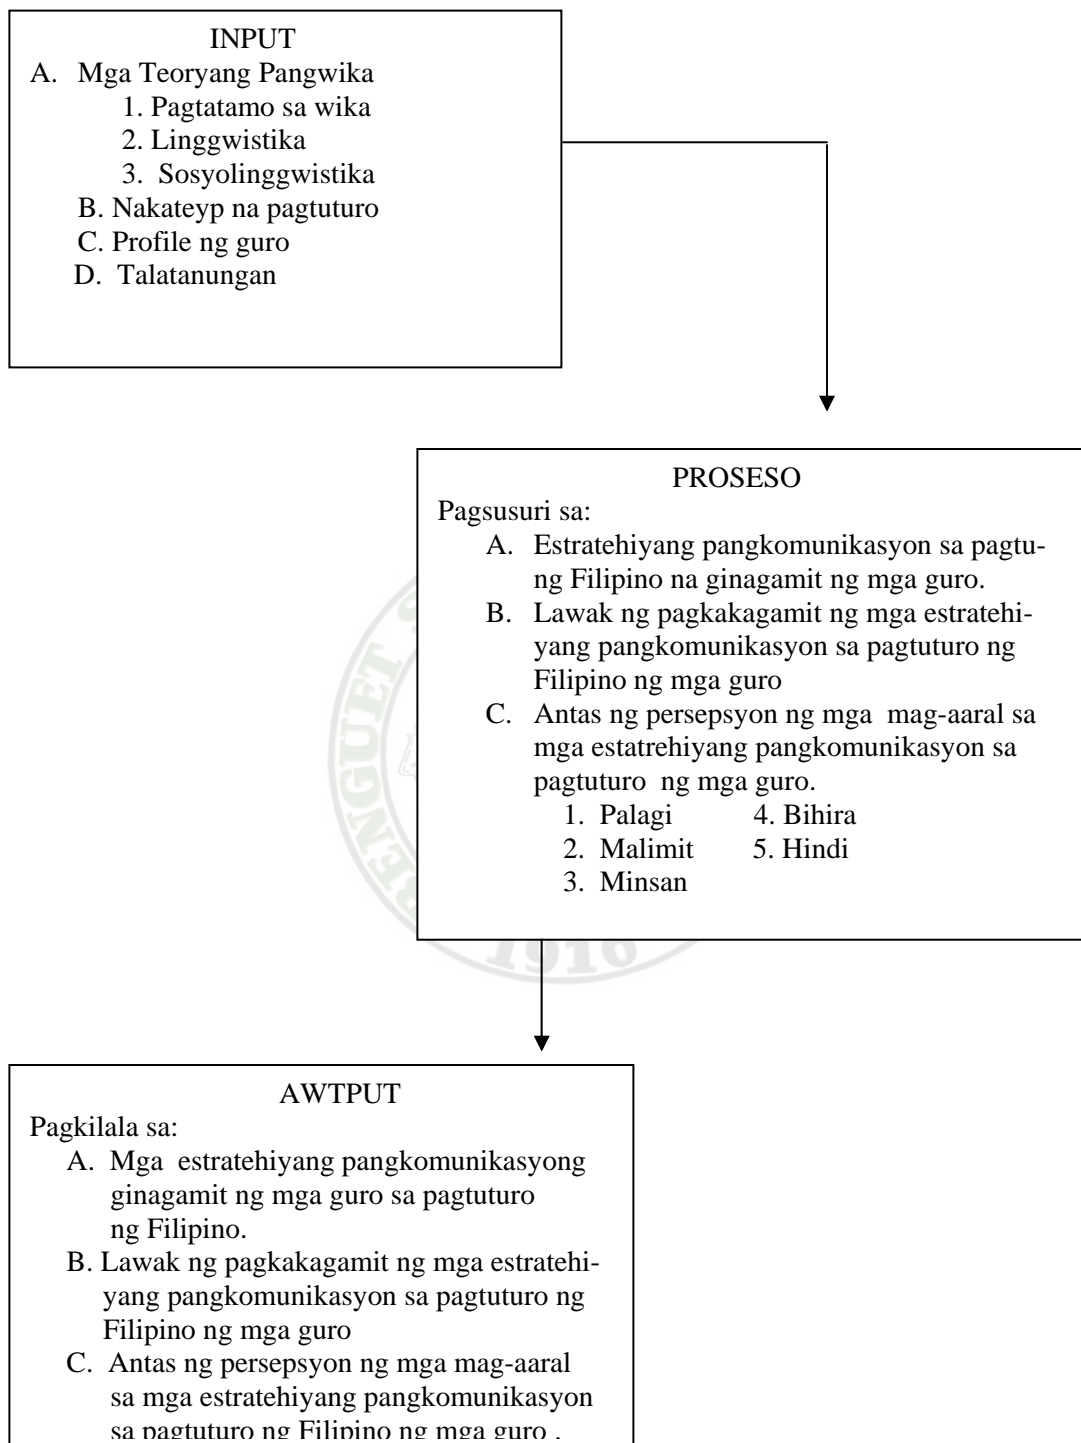 INPUT
A. Mga Teoryang Pangwika
1. Pagtatamo sa wika
2. Linggwistika
3. Sosyolinggwistika
B. Nakateyp na pagtuturo
C. Profile ng guro
D. Talatanungan
PROSESO
Pagsusuri sa:
A. Estratehiyang pangkomunikasyon sa pagtu-
ng Filipino na ginagamit ng mga guro.
B. Lawak ng pagkakagamit ng mga estratehi-
yang pangkomunikasyon sa pagtuturo ng
Filipino ng mga guro
C. Antas ng persepsyon ng mga mag-aaral sa
mga estatrehiyang pangkomunikasyon sa
pagtuturo ng mga guro.
1. Palagi 4. Bihira
2. Malimit 5. Hindi
3. Minsan
BENGUET S
1916
AWTPUT
Pagkilala sa:
A. Mga estratehiyang pangkomunikasyong
ginagamit ng mga guro sa pagtuturo
ng Filipino.
B. Lawak ng pagkakagamit ng mga estratehi-
yang pangkomunikasyon sa pagtuturo ng
Filipino ng mga guro
C. Antas ng persepsyon ng mga mag-aaral
sa mga estratehiyang pangkomunikasyon
sa pagtuturo ng Filipino ng mga guro .